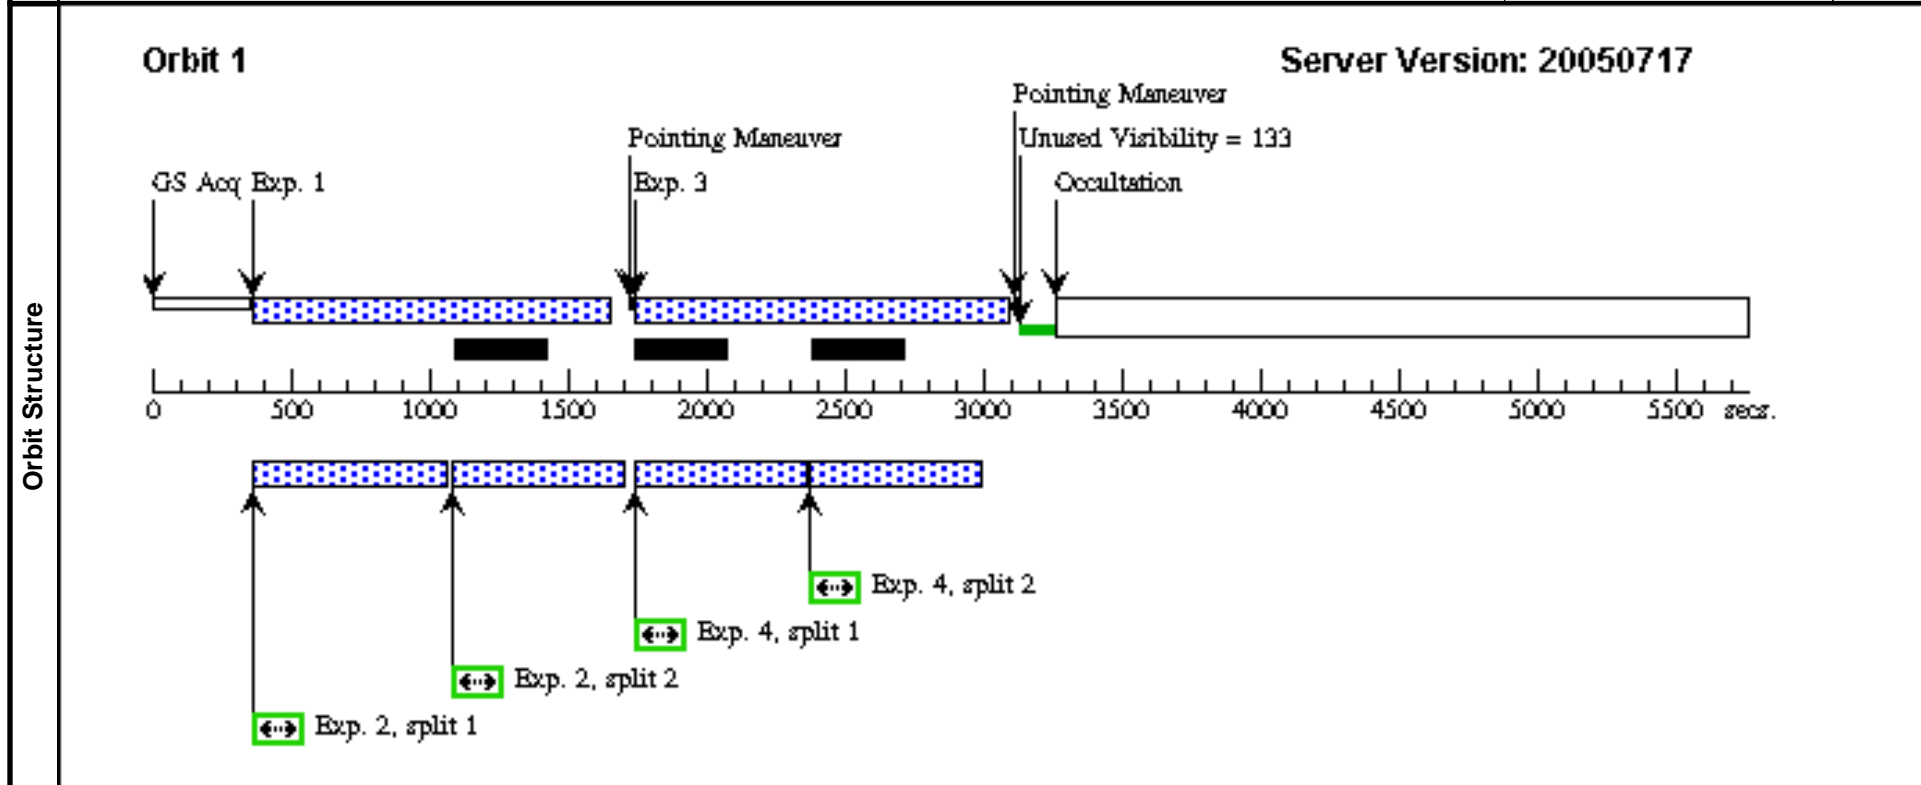 Orbit Structure
Orbit 1
Server Version: 20050717
Pointing Maneuver
Pointing Maneuver
Unused Visibility = 133
GS Acq
Exp. 1
Exp. 3
Occultation
0 500 1000 1500 2000 2500 3000 3500 4000 4500 5000 5500 secs.
Exp. 4, split 2
Exp. 4, split 1
Exp. 2, split 2
Exp. 2, split 1